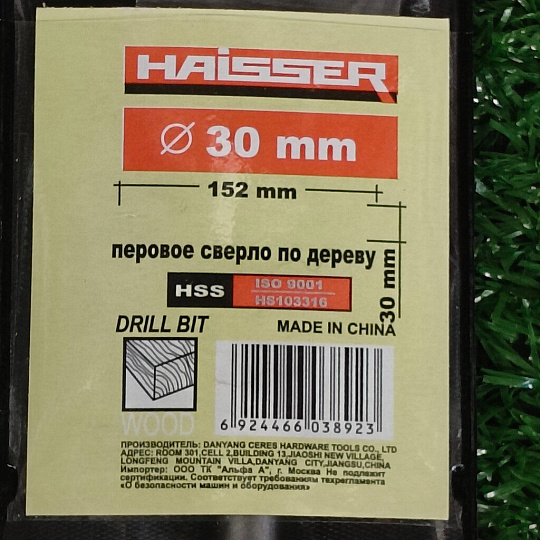 HAISSER
Ø 30 mm
152 mm
30 mm
перовое сверло по дереву
HSS
ISO 9001
HS103316
DRILL BIT
MADE IN CHINA
WOOD
6 924466 038923
ПРОИЗВОДИТЕЛЬ: DANYANG CERES HARDWARE TOOLS CO., LTD
АДРЕС: ROOM 301,CELL 2,BUILDING 13,JIAOSHI NEW VILLAGE,
LONGFENG MOUNTAIN VILLA,DANYANG CITY,JIANGSU,CHINA
Импортер: ООО ТК "Альфа А", г. Москва Не подлежит
сертификации. Соответствует требованиям техрегламента
«О безопасности машин и оборудования»